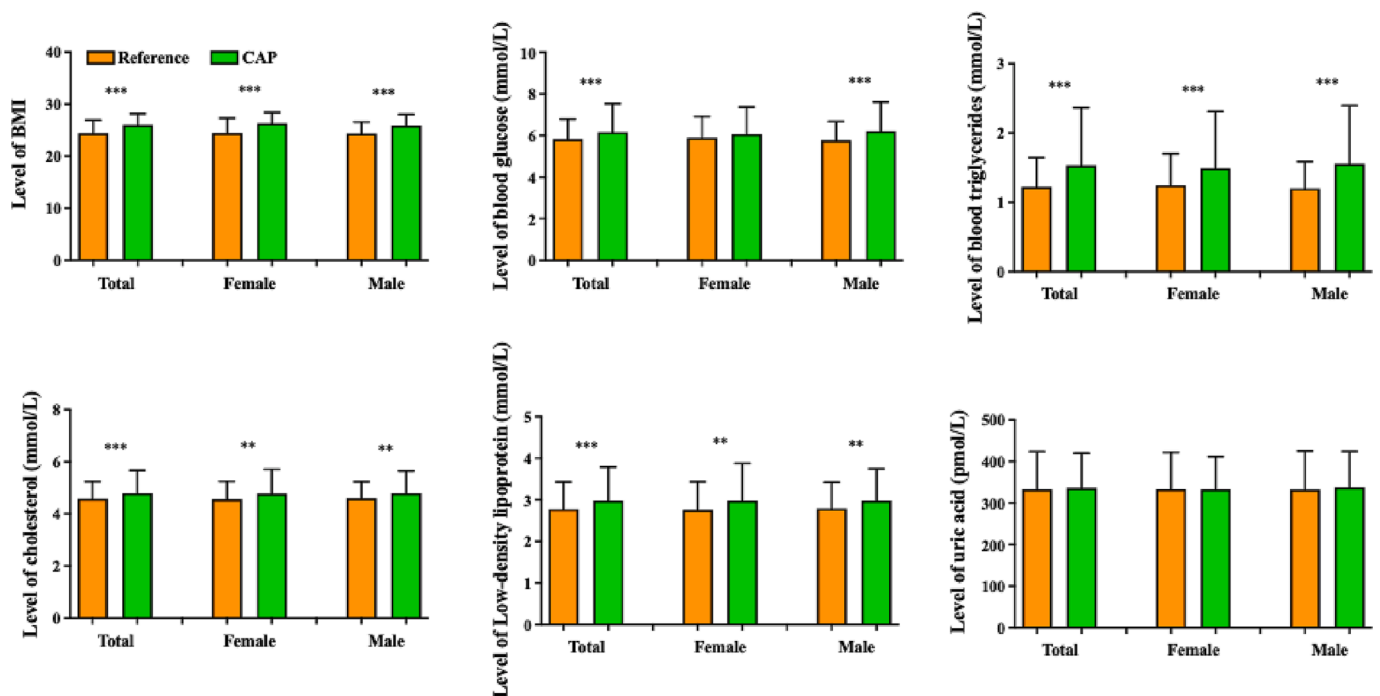 Level of BMI
40
30
20
10
0
Reference
CAP
***
***
***
Total
Female
Male
Level of blood glucose (mmol/L)
10
8
6
4
2
0
***
***
Total
Female
Male
Level of blood triglycerides (mmol/L)
3
2
1
0
***
***
***
Total
Female
Male
Level of cholesterol (mmol/L)
8
6
4
2
0
***
**
**
Total
Female
Male
Level of Low-density lipoprotein (mmol/L)
5
4
3
2
1
0
***
**
**
Total
Female
Male
Level of uric acid (pmol/L)
500
400
300
200
100
0
Total
Female
Male